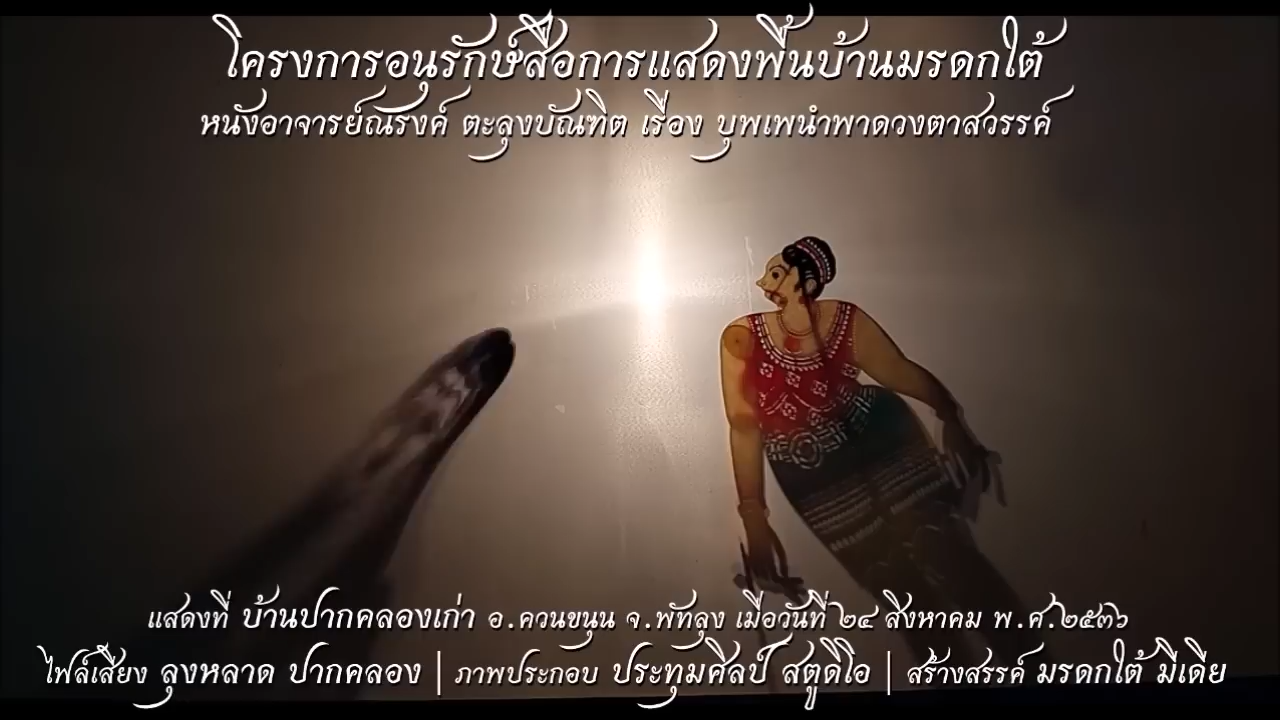 โครงการอนุรักษ์สื่อการแสดงพื้นบ้านมรดกใต้
หนังอาจารย์ณรงค์ ตะลุงบัณฑิต เรื่อง บุพเพนำพาดวงตาสวรรค์
แสดงที่ บ้านปากคลองเก่า อ.ควนขนุน จ.พัทลุง เมื่อวันที่ ๒๔ สิงหาคม พ.ศ.๒๕๓๖
ไฟล์เสียง ลุงหลาด ปากคลอง | ภาพประกอบ ประทุมศิลป์ สตูดิโอ | สร้างสรรค์ มรดกใต้ มีเดีย